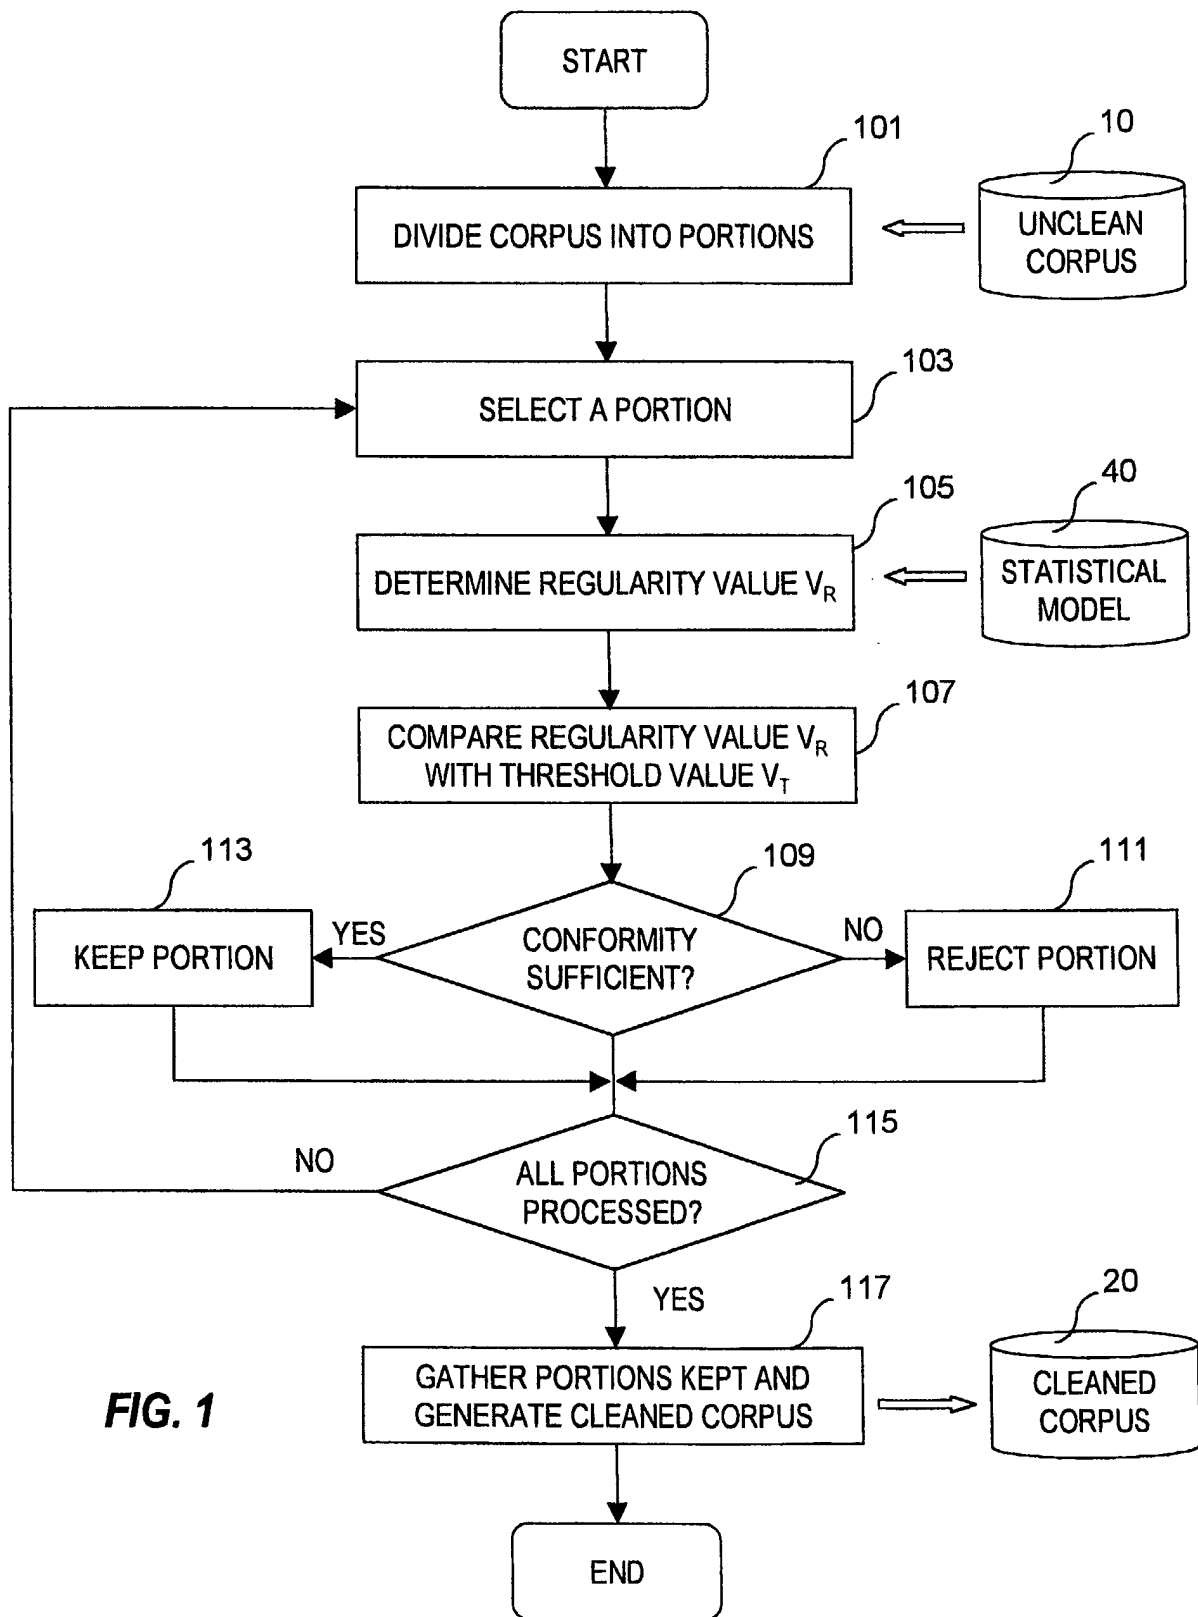 START
101
10
DIVIDE CORPUS INTO PORTIONS
UNCLEAN
CORPUS
103
SELECT A PORTION
105
40
DETERMINE REGULARITY VALUE VR
STATISTICAL
MODEL
107
COMPARE REGULARITY VALUE VR
WITH THRESHOLD VALUE VT
113
109
111
YES
NO
KEEP PORTION
CONFORMITY
SUFFICIENT?
REJECT PORTION
115
NO
ALL PORTIONS
PROCESSED?
YES
117
20
GATHER PORTIONS KEPT AND
GENERATE CLEANED CORPUS
CLEANED
CORPUS
FIG. 1
END